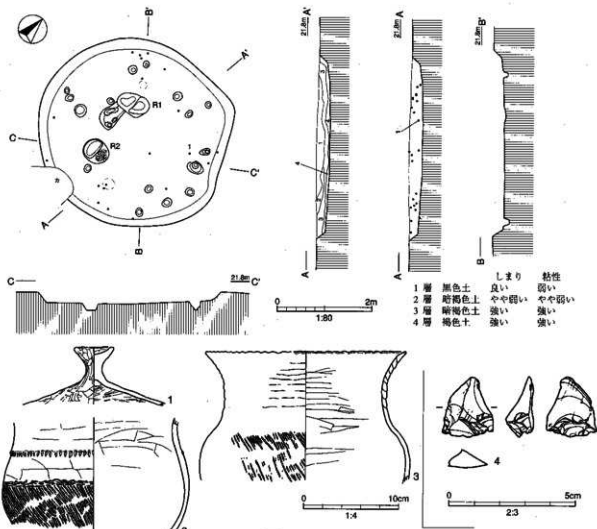 B'
A'
R1
R2
1
C
C'
A
B
21.8m A'
A
21.8m A
A
21.8m B'
B
C 21.8m C'
0 2m
1:80
しまり 粘性
1 層 黒色土 良い 弱い
2 層 暗褐色土 やや弱い やや弱い
3 層 暗褐色土 強い 強い
4 層 褐色土 強い 強い
1
3
4
0 10cm
1:4
0 5cm
2:3